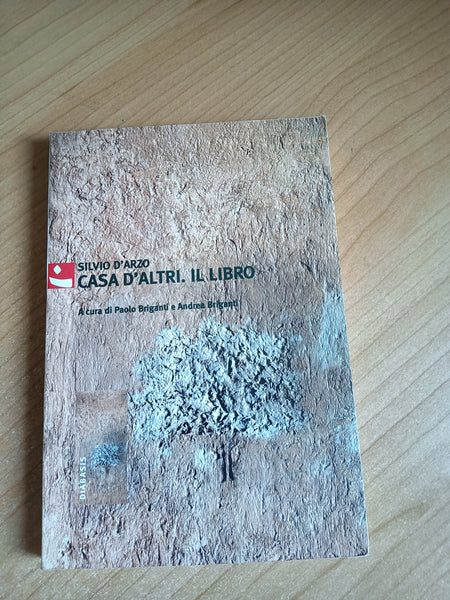 SILVIO D'ARZO
CASA D'ALTRI. IL LIBRO
A cura di Paolo Briganti e Andrea Briganti
DIABASIS